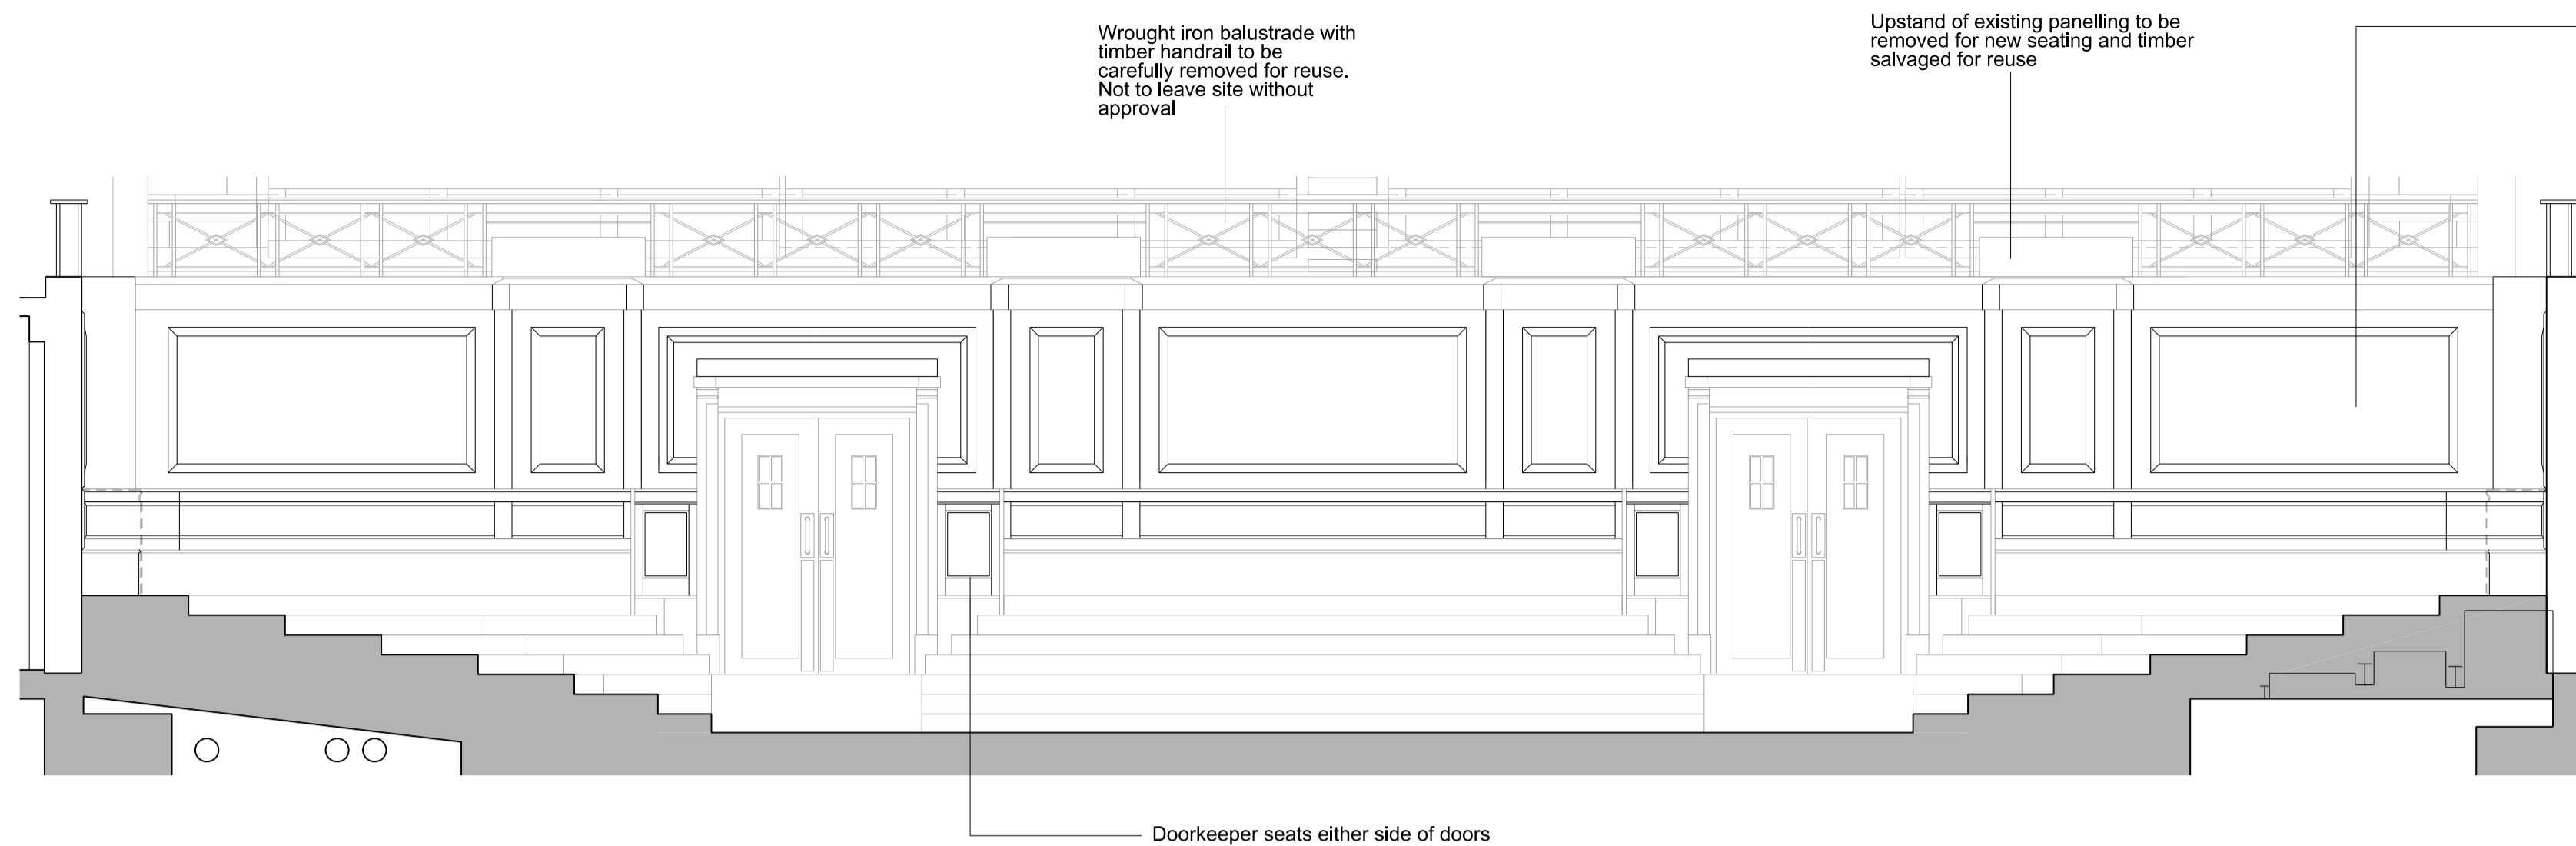 Wrought iron balustrade with
timber handrail to be
carefully removed for reuse.
Not to leave site without
approval
Upstand of existing panelling to be
removed for new seating and timber
salvaged for reuse
Doorkeeper seats either side of doors